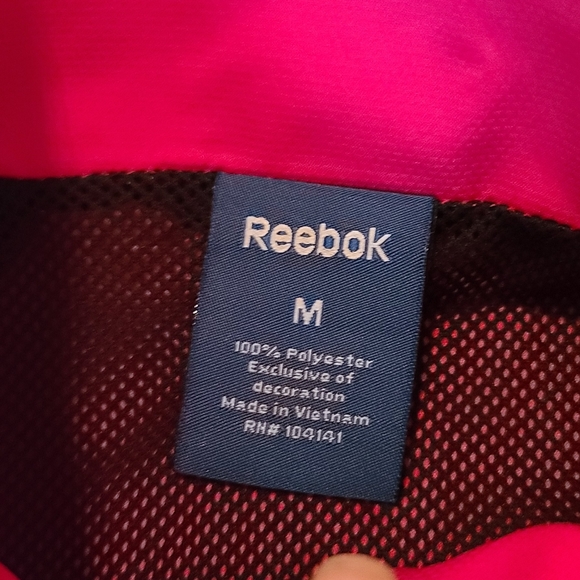 Reebok
M
100% Polyester
Exclusive of
decoration
Made in Vietnam
RN# 104141